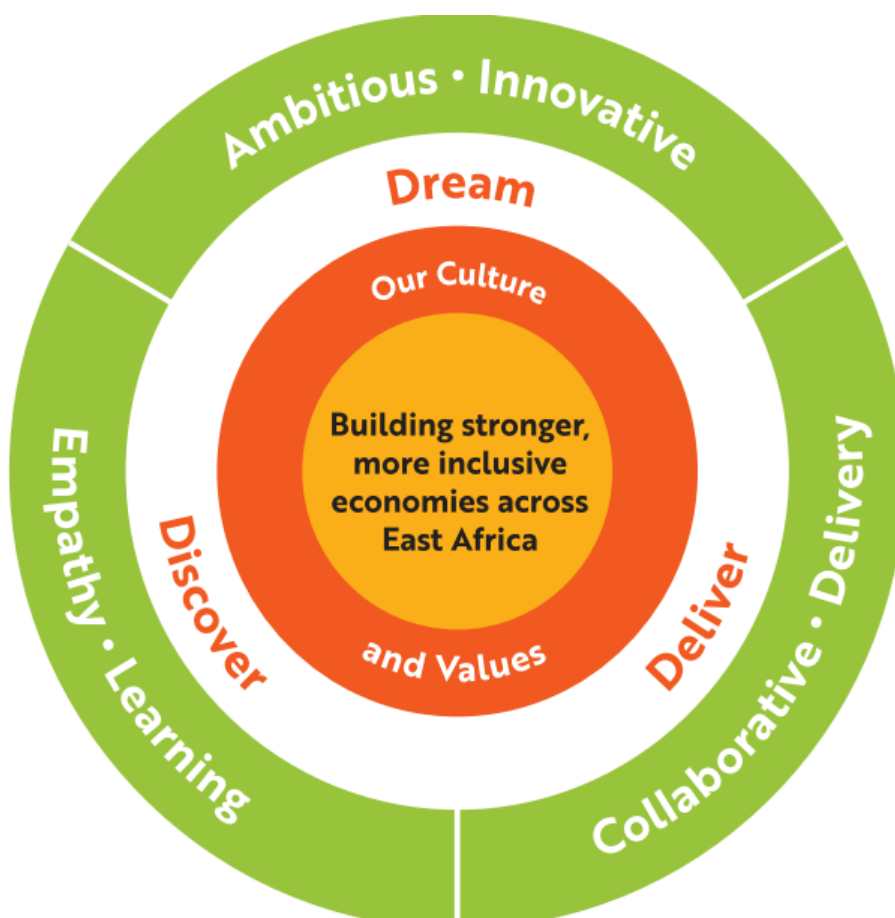 Ambitious • Innovative
Dream
Our Culture
Building stronger,
more inclusive
economies across
East Africa
and Values
Discover
Deliver
Empathy • Learning
Collaborative • Delivery